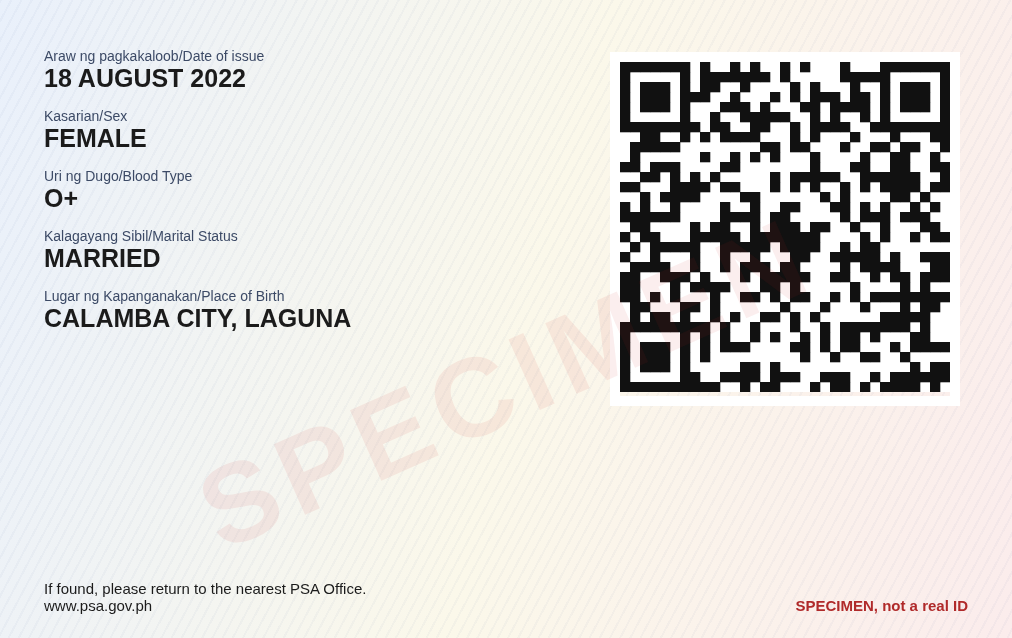 Araw ng pagkakaloob/Date of issue
18 AUGUST 2022
Kasarian/Sex
FEMALE
Uri ng Dugo/Blood Type
O+
Kalagayang Sibil/Marital Status
MARRIED
Lugar ng Kapanganakan/Place of Birth
CALAMBA CITY, LAGUNA
SPECIMEN
If found, please return to the nearest PSA Office.
www.psa.gov.ph
SPECIMEN, not a real ID